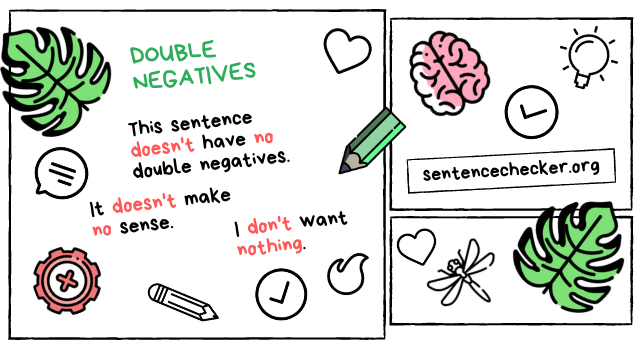 DOUBLE
NEGATIVES
This sentence
doesn't have no
double negatives.
It doesn't make
no sense.
I don't want
nothing.
sentencechecker.org